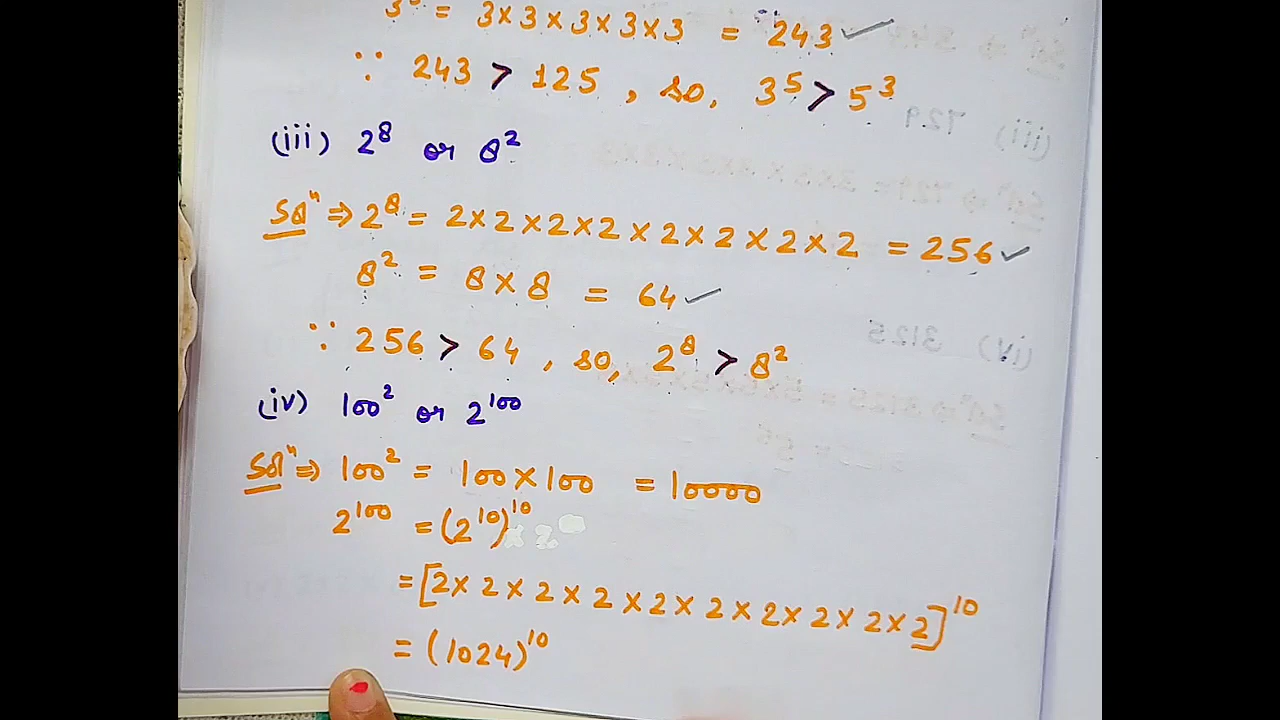 3⁵ = 3×3×3×3×3 = 243 ✓
∵ 243 > 125 , so, 3⁵ > 5³
(iii) 2⁸ or 8²
Solⁿ ⇒ 2⁸ = 2×2×2×2×2×2×2×2 = 256 ✓
8² = 8×8 = 64 ✓
∵ 256 > 64 , so, 2⁸ > 8²
(iv) 100² or 2¹⁰⁰
Solⁿ ⇒ 100² = 100×100 = 10000
2¹⁰⁰ = (2¹⁰)¹⁰
= [2×2×2×2×2×2×2×2×2×2]¹⁰
= (1024)¹⁰